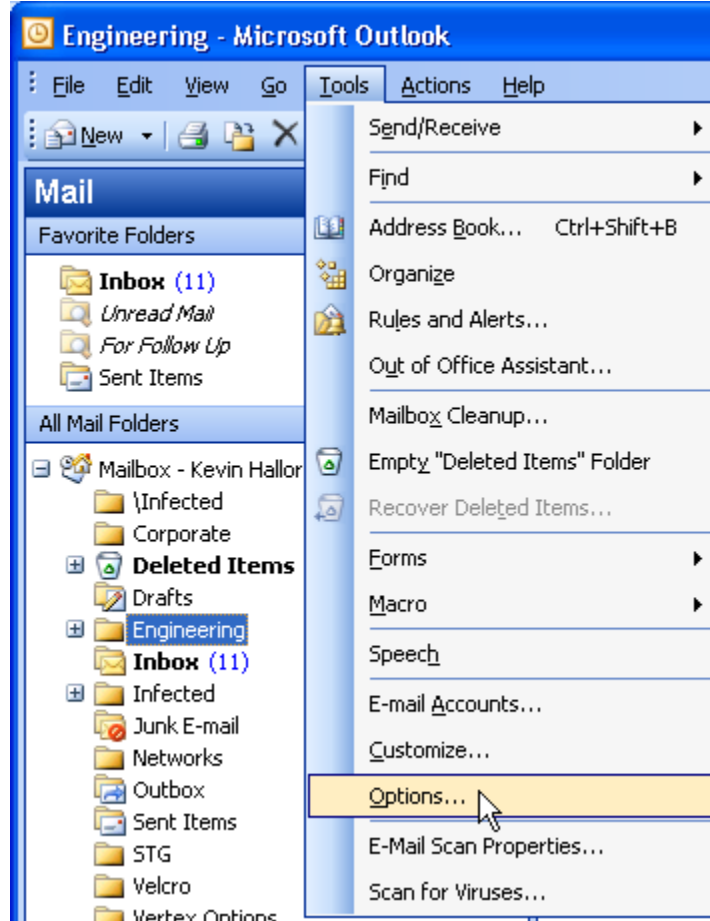 Engineering - Microsoft Outlook
File Edit View Go Tools Actions Help
New
Mail
Favorite Folders
Inbox (11)
Unread Mail
For Follow Up
Sent Items
All Mail Folders
Mailbox - Kevin Hallor
\Infected
Corporate
Deleted Items
Drafts
Engineering
Inbox (11)
Infected
Junk E-mail
Networks
Outbox
Sent Items
STG
Velcro
Vertex Options
Send/Receive
Find
Address Book... Ctrl+Shift+B
Organize
Rules and Alerts...
Out of Office Assistant...
Mailbox Cleanup...
Empty "Deleted Items" Folder
Recover Deleted Items...
Forms
Macro
Speech
E-mail Accounts...
Customize...
Options...
E-Mail Scan Properties...
Scan for Viruses...